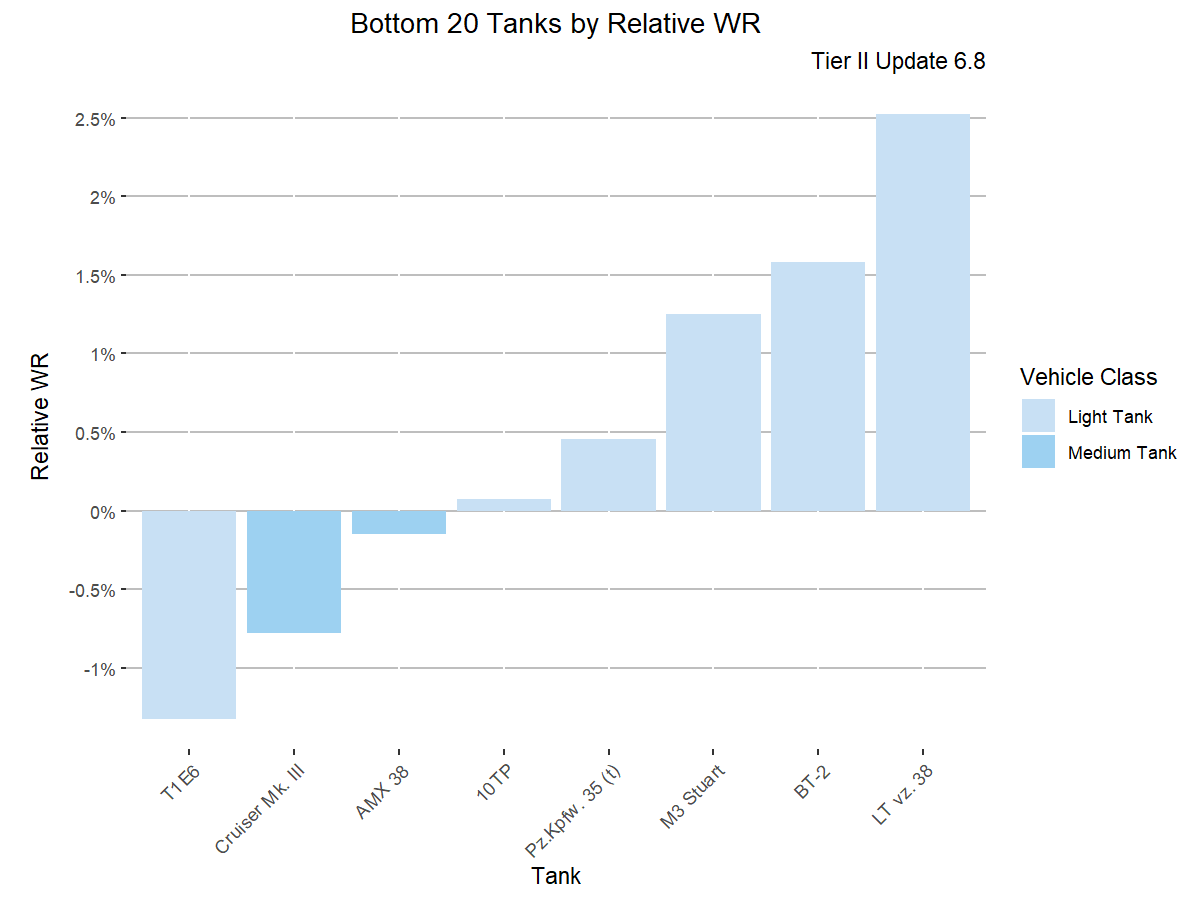 Bottom 20 Tanks by Relative WR
Tier II Update 6.8
Relative WR
2.5%
2%
1.5%
1%
0.5%
0%
-0.5%
-1%
T1E6
Cruiser Mk. III
AMX 38
10TP
Pz.Kpfw. 35 (t)
M3 Stuart
BT-2
LT vz. 38
Tank
Vehicle Class
Light Tank
Medium Tank